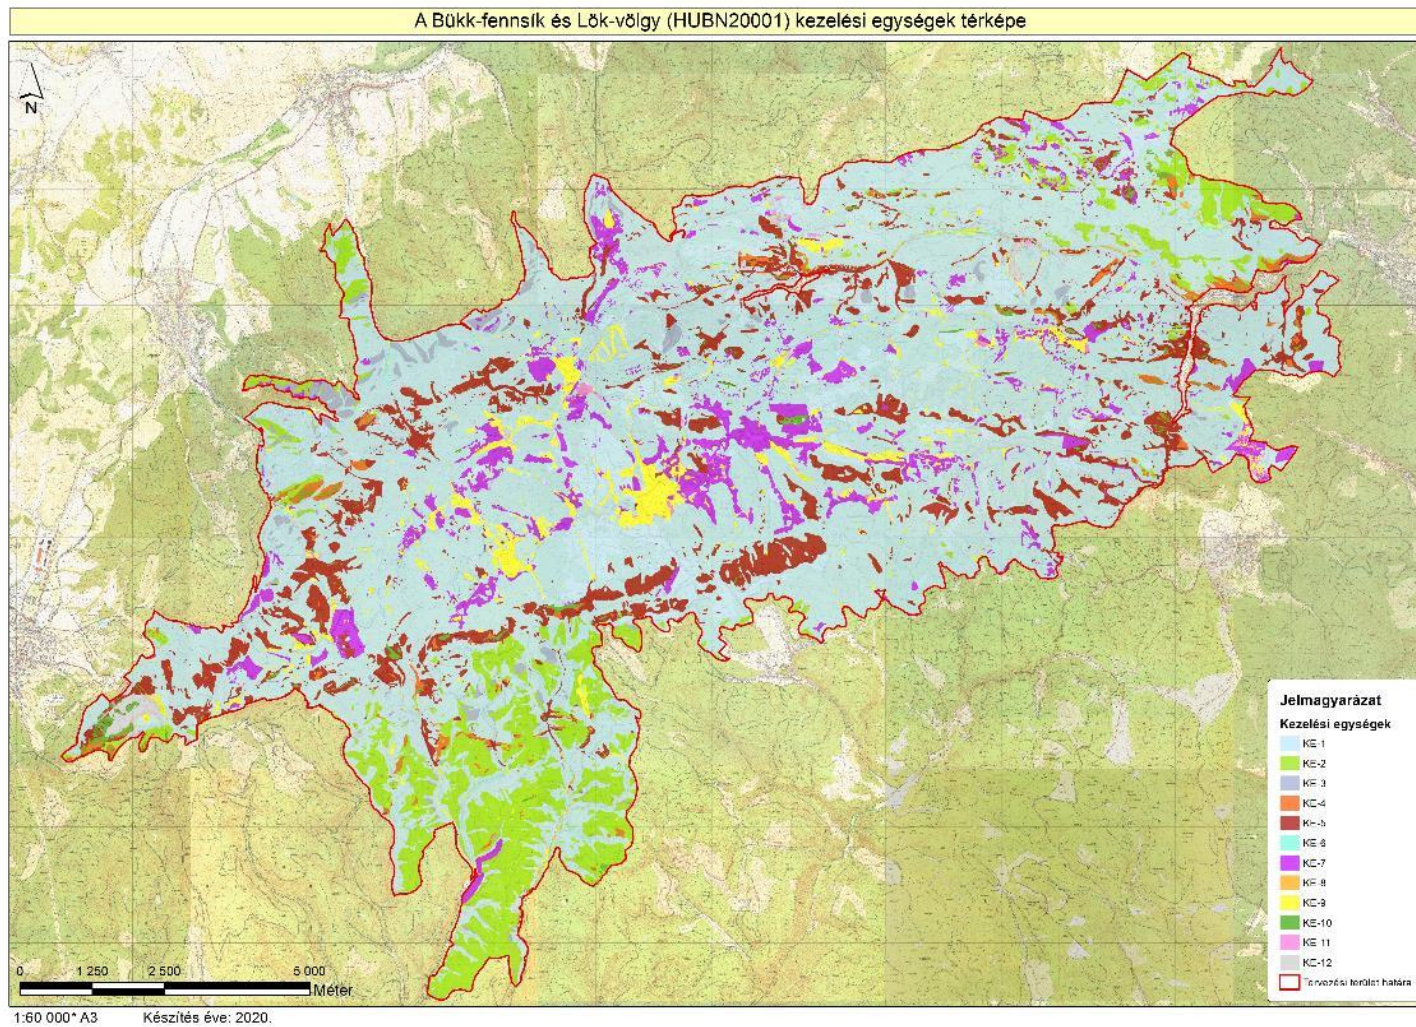 A Bükk-fennsík és Lök-völgy (HUBN20001) kezelési egységek térképe
N
Jelmagyarázat
Kezelési egységek
KE-1
KE-2
KE-3
KE-4
KE-5
KE-6
KE-7
KE-8
KE-9
KE-10
KE-11
KE-12
Tervezési terület határa
0 1 250 2 500 5 000
Méter
1:60 000* A3 Készítés éve: 2020.